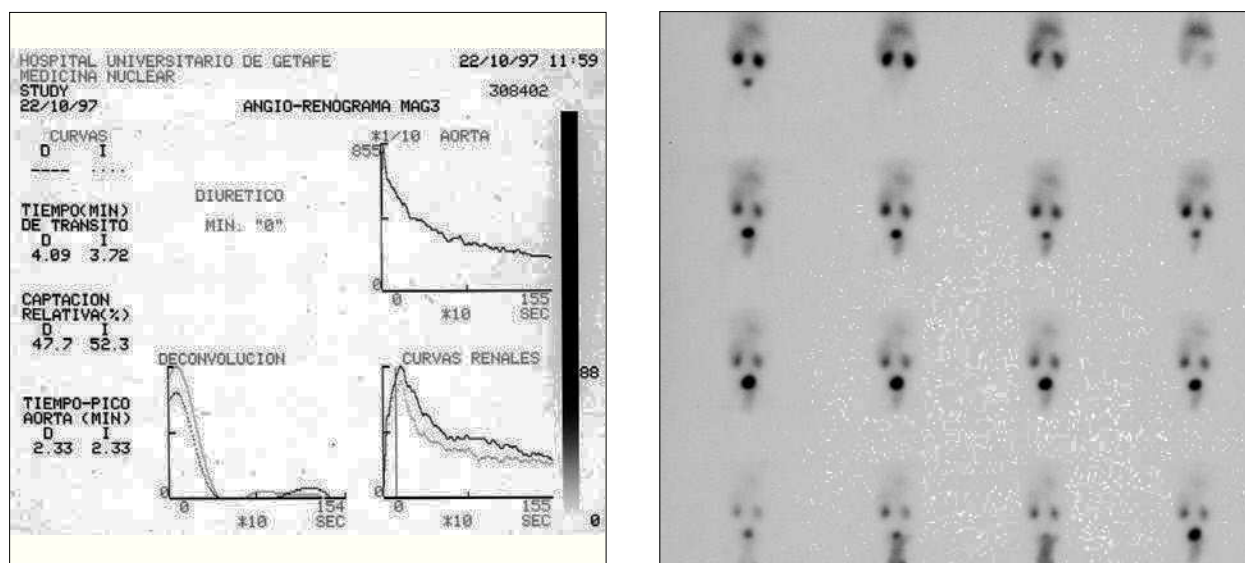 HOSPITAL UNIVERSITARIO DE GETAFE 22/10/97 11:59
MEDICINA NUCLEAR
STUDY 308402
22/10/97 ANGIO-RENOGRAMA MAG3
CURVAS
D I
---- ....
DIURETICO
MIN. "0"
TIEMPO(MIN)
DE TRANSITO
D I
4.09 3.72
CAPTACION
RELATIVA(%)
D I
47.7 52.3
TIEMPO-PICO
AORTA (MIN)
D I
2.33 2.33
*1/10 AORTA
855
0
0 155
*10 SEC
DECONVOLUCION
0
0 154
*10 SEC
CURVAS RENALES
0
0 155
*10 SEC
88
0